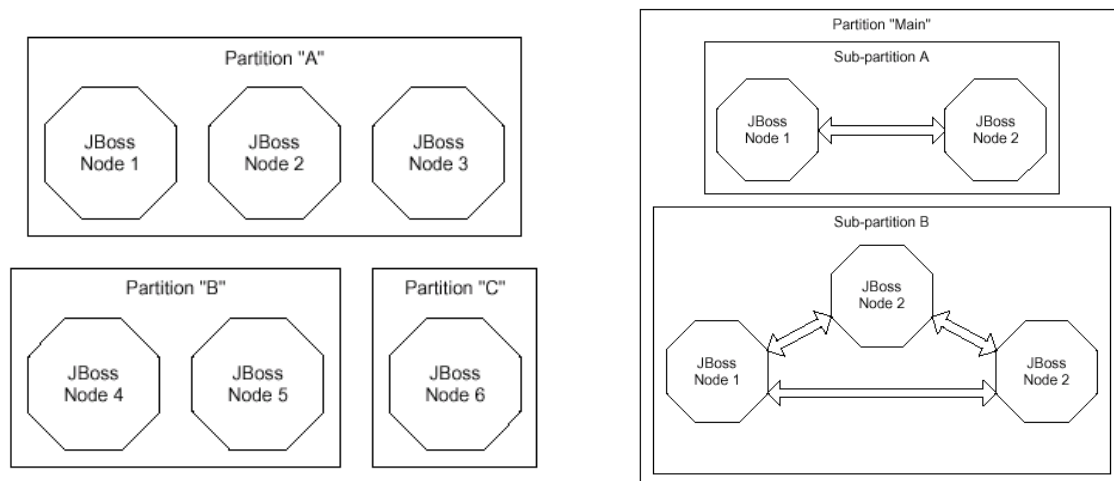 Partition "A"
JBoss
Node 1
JBoss
Node 2
JBoss
Node 3
Partition "B"
JBoss
Node 4
JBoss
Node 5
Partition "C"
JBoss
Node 6
Partition "Main"
Sub-partition A
JBoss
Node 1
JBoss
Node 2
Sub-partition B
JBoss
Node 2
JBoss
Node 1
JBoss
Node 2